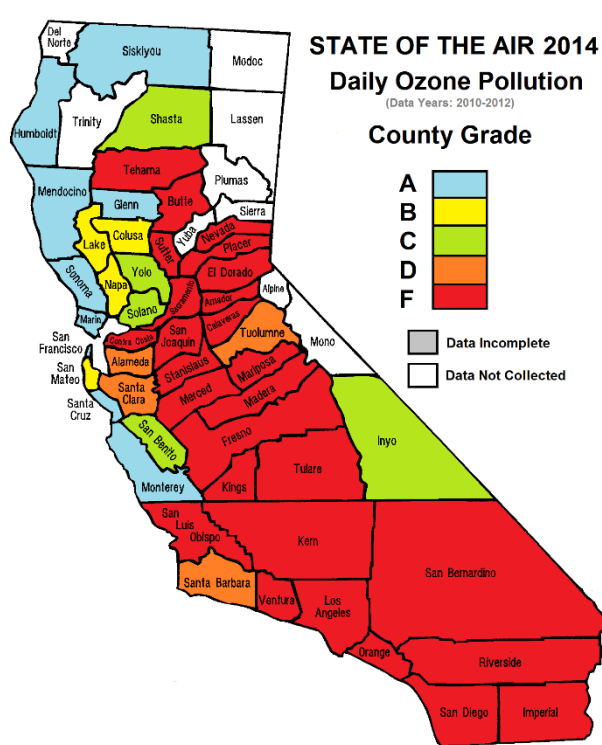 STATE OF THE AIR 2014
Daily Ozone Pollution
(Data Years: 2010-2012)
County Grade
A
B
C
D
F
Data Incomplete
Data Not Collected
Del
Norte
Siskiyou
Modoc
Humboldt
Trinity
Shasta
Lassen
Mendocino
Tehama
Plumas
Glenn
Butte
Sierra
Lake
Colusa
Sutter
Yuba
Nevada
Placer
Sonoma
Napa
Yolo
Sacramento
El Dorado
Alpine
Marin
Solano
Amador
Calaveras
Tuolumne
Mono
San
Francisco
Contra Costa
San
Joaquin
San
Mateo
Alameda
Stanislaus
Mariposa
Santa
Cruz
Santa
Clara
Merced
Madera
San Benito
Fresno
Inyo
Monterey
Kings
Tulare
San
Luis
Obispo
Kern
San Bernardino
Santa Barbara
Ventura
Los
Angeles
Orange
Riverside
San Diego
Imperial